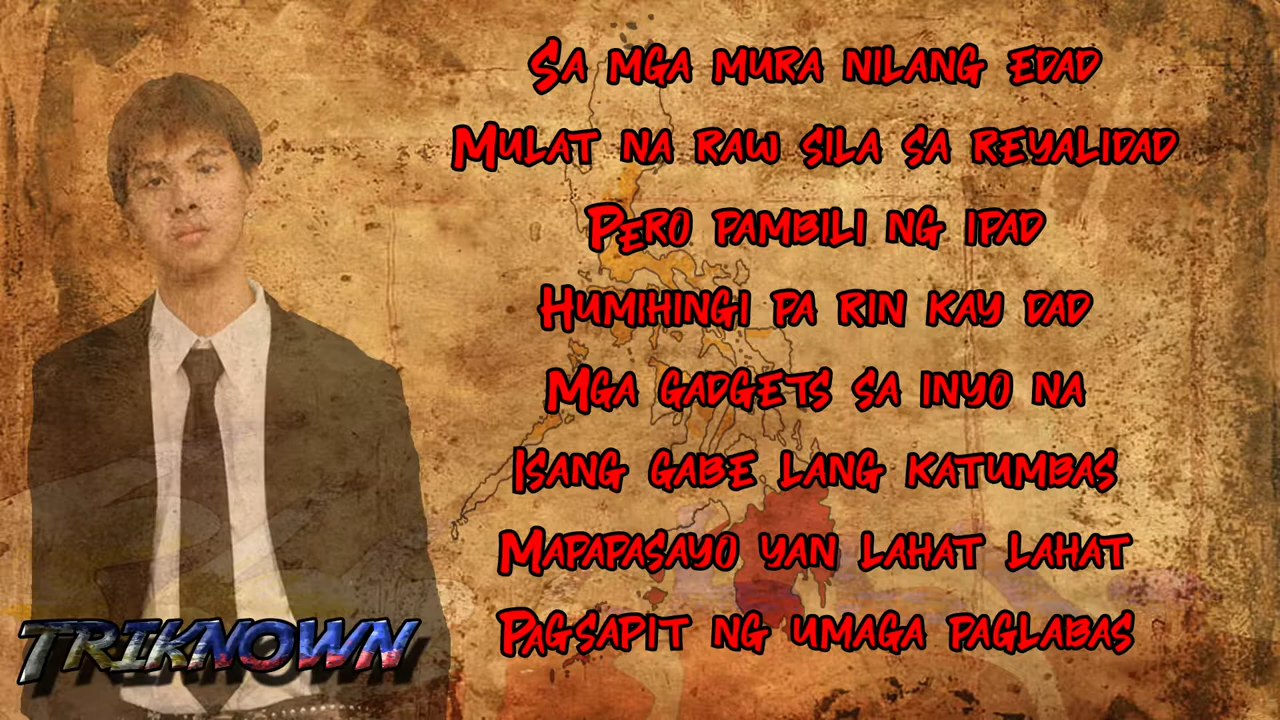 Sa mga mura nilang edad
Mulat na raw sila sa reyalidad
Pero pambili ng ipad
Humihingi pa rin kay dad
Mga gadgets sa inyo na
Isang gabe lang katumbas
Mapapasayo yan lahat lahat
Pagsapit ng umaga paglabas
TRIKNOWN